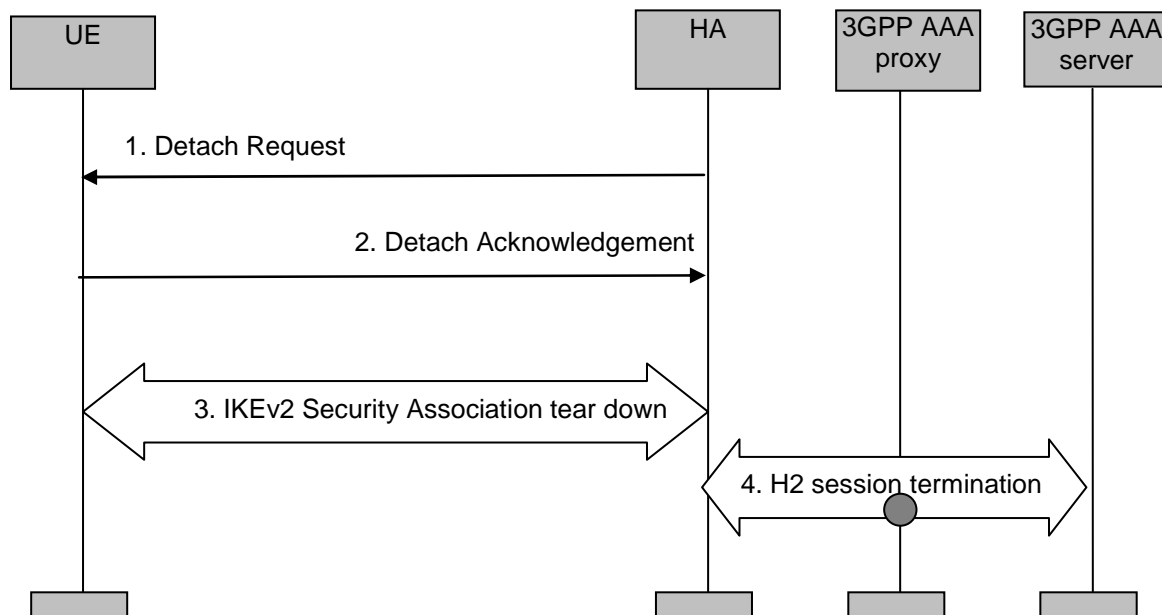 UE
HA
3GPP AAA
proxy
3GPP AAA
server
1. Detach Request
2. Detach Acknowledgement
3. IKEv2 Security Association tear down
4. H2 session termination